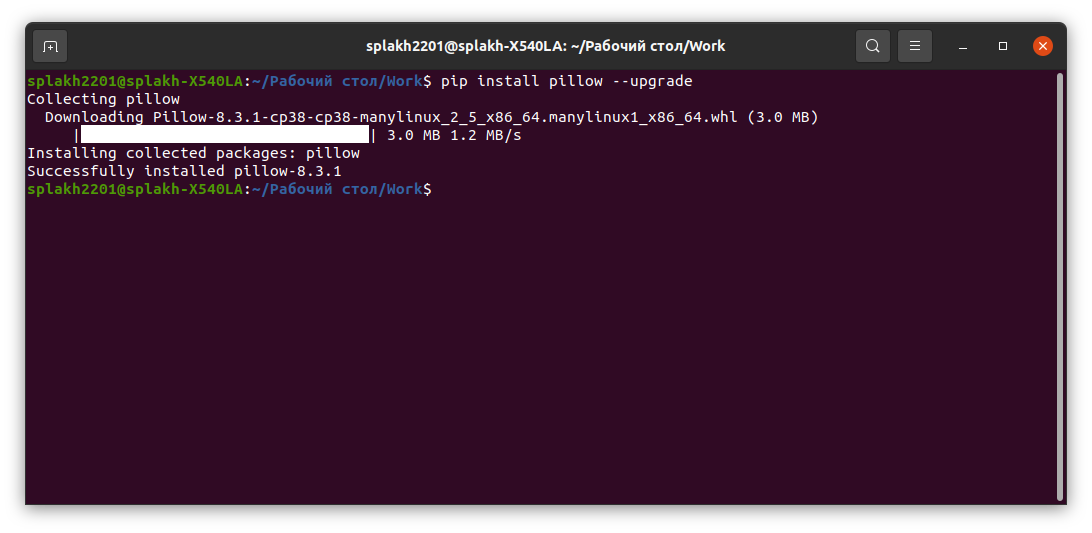 splakh2201@splakh-X540LA: ~/Рабочий стол/Work
splakh2201@splakh-X540LA:~/Рабочий стол/Work$ pip install pillow --upgrade
Collecting pillow
  Downloading Pillow-8.3.1-cp38-cp38-manylinux_2_5_x86_64.manylinux1_x86_64.whl (3.0 MB)
     |████████████████████████████████| 3.0 MB 1.2 MB/s
Installing collected packages: pillow
Successfully installed pillow-8.3.1
splakh2201@splakh-X540LA:~/Рабочий стол/Work$